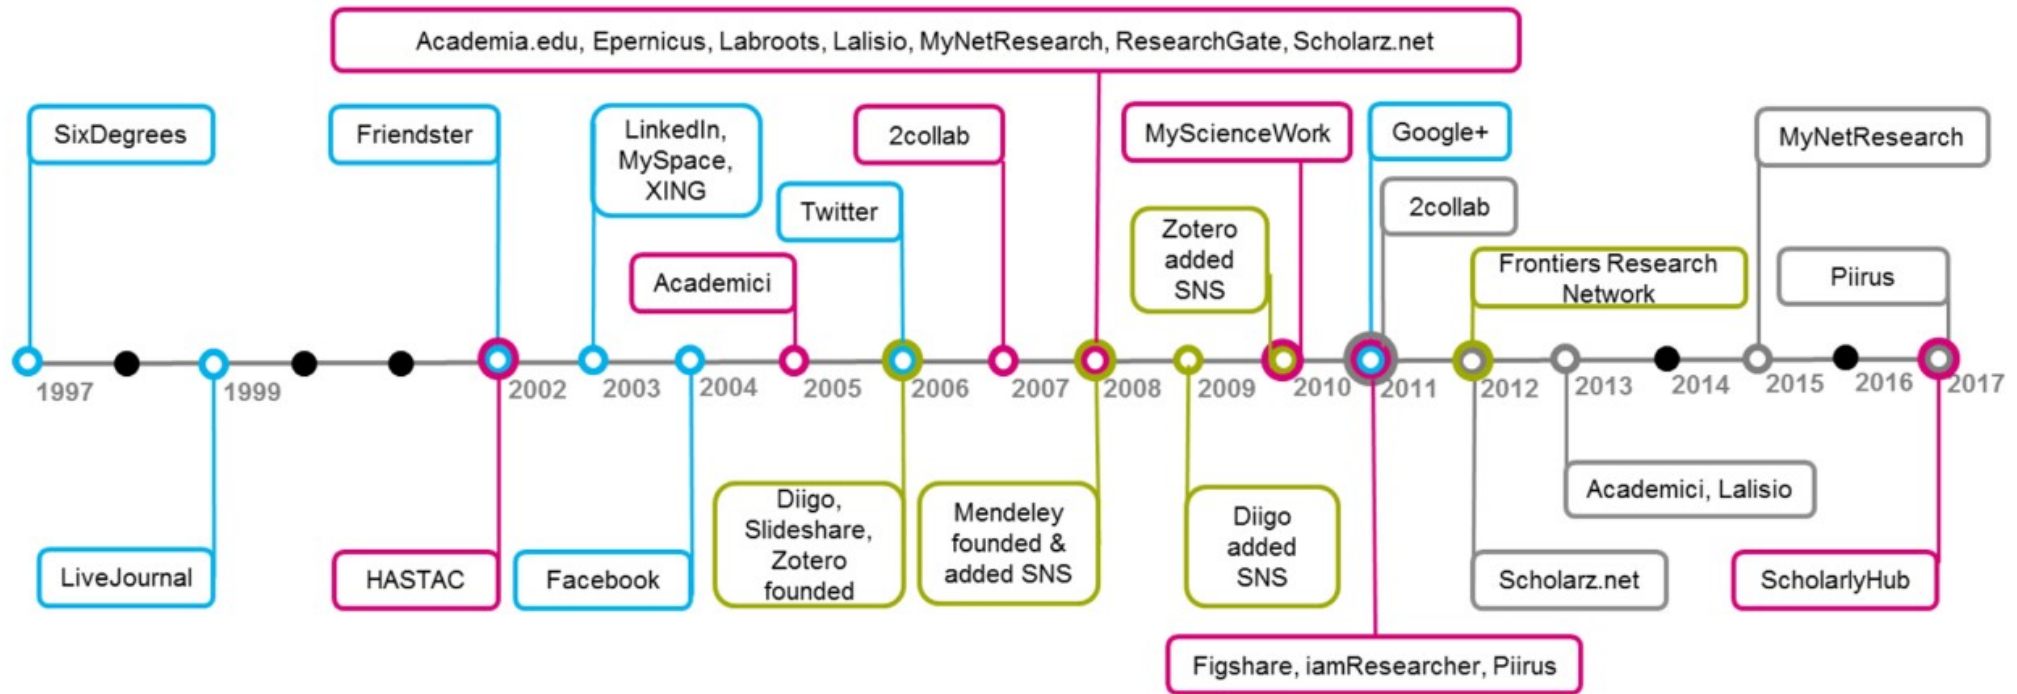 Academia.edu, Epernicus, Labroots, Lalisio, MyNetResearch, ResearchGate, Scholarz.net
SixDegrees
Friendster
LinkedIn,
MySpace,
XING
2collab
MyScienceWork
Google+
MyNetResearch
Twitter
2collab
Academici
Zotero
added
SNS
Frontiers Research
Network
Piirus
1997
1999
2002
2003
2004
2005
2006
2007
2008
2009
2010
2011
2012
2013
2014
2015
2016
2017
LiveJournal
HASTAC
Facebook
Diigo,
Slideshare,
Zotero
founded
Mendeley
founded &
added SNS
Diigo
added
SNS
Academici, Lalisio
Scholarz.net
ScholarlyHub
Figshare, iamResearcher, Piirus